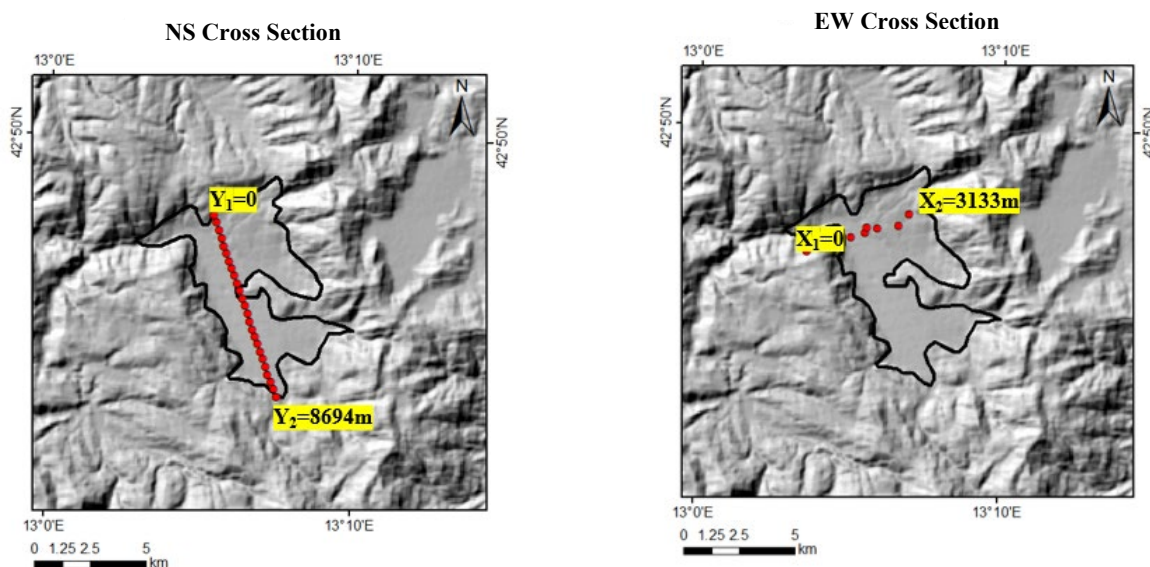 NS Cross Section
13°0'E
13°10'E
N
42°50'N
42°50'N
Y₁=0
Y₂=8694m
13°0'E
13°10'E
0 1.25 2.5 5
km
EW Cross Section
13°0'E
13°10'E
N
42°50'N
42°50'N
X₂=3133m
X₁=0
13°0'E
13°10'E
0 1.25 2.5 5
km